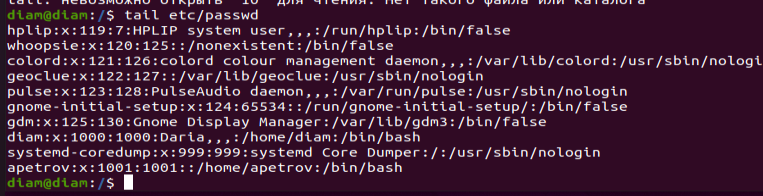 tail: невозможно открыть '10' для чтения: Нет такого файла или каталога
diam@diam:/$ tail etc/passwd
hplip:x:119:7:HPLIP system user,,,:/run/hplip:/bin/false
whoopsie:x:120:125::/nonexistent:/bin/false
colord:x:121:126:colord colour management daemon,,,:/var/lib/colord:/usr/sbin/nologi
geoclue:x:122:127::/var/lib/geoclue:/usr/sbin/nologin
pulse:x:123:128:PulseAudio daemon,,,:/var/run/pulse:/usr/sbin/nologin
gnome-initial-setup:x:124:65534::/run/gnome-initial-setup/:/bin/false
gdm:x:125:130:Gnome Display Manager:/var/lib/gdm3:/bin/false
diam:x:1000:1000:Daria,,,:/home/diam:/bin/bash
systemd-coredump:x:999:999:systemd Core Dumper:/:/usr/sbin/nologin
apetrov:x:1001:1001::/home/apetrov:/bin/bash
diam@diam:/$